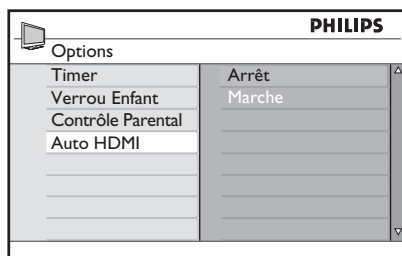 PHILIPS
Options
Timer
Arrêt
Verrou Enfant
Marche
Contrôle Parental
Auto HDMI